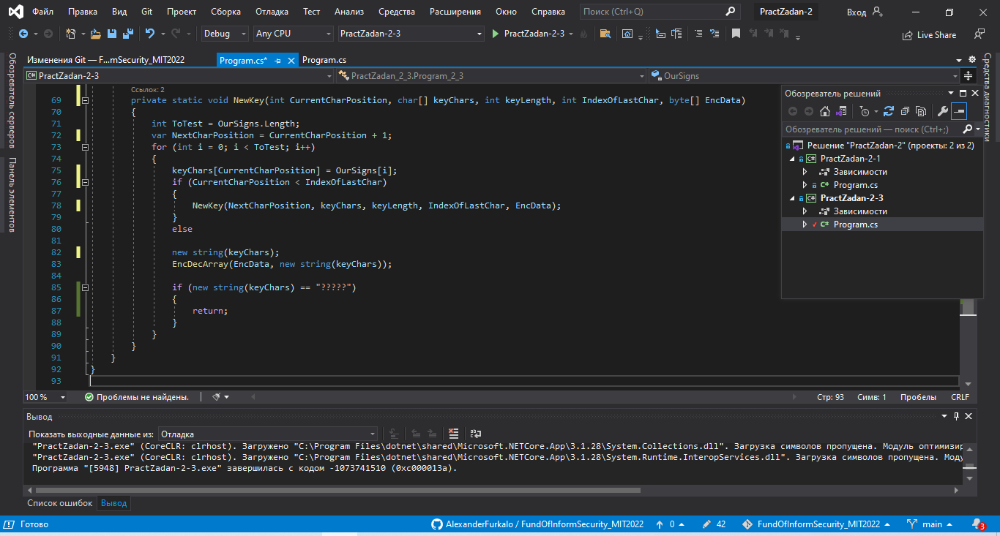 Файл Правка Вид Git Проект Сборка Отладка Тест Анализ Средства Расширения Окно Справка Поиск (Ctrl+Q) PractZadan-2 Вход
Debug Any CPU PractZadan-2-3 PractZadan-2-3 Live Share
Обозреватель серверов
Панель элементов
Изменения Git — F...mSecurity_MIT2022 Program.cs* Program.cs
C# PractZadan-2-3 PractZadan_2_3.Program_2_3 OurSigns
Ссылок: 2
69 private static void NewKey(int CurrentCharPosition, char[] keyChars, int keyLength, int IndexOfLastChar, byte[] EncData)
70 {
71 int ToTest = OurSigns.Length;
72 var NextCharPosition = CurrentCharPosition + 1;
73 for (int i = 0; i < ToTest; i++)
74 {
75 keyChars[CurrentCharPosition] = OurSigns[i];
76 if (CurrentCharPosition < IndexOfLastChar)
77 {
78 NewKey(NextCharPosition, keyChars, keyLength, IndexOfLastChar, EncData);
79 }
80 else
81
82 new string(keyChars);
83 EncDecArray(EncData, new string(keyChars));
84
85 if (new string(keyChars) == "?????")
86 {
87 return;
88 }
89 }
90 }
91 }
92 }
93
100 % Проблемы не найдены. Стр: 93 Симв: 1 Пробелы CRLF
Обозреватель решений
Обозреватель решений — поиск (Ctrl+;)
Решение "PractZadan-2" (проекты: 2 из 2)
C# PractZadan-2-1
Зависимости
C# Program.cs
C# PractZadan-2-3
Зависимости
C# Program.cs
Средства диагностики
Вывод
Показать выходные данные из: Отладка
"PractZadan-2-3.exe" (CoreCLR: clrhost). Загружено "C:\Program Files\dotnet\shared\Microsoft.NETCore.App\3.1.28\System.Collections.dll". Загрузка символов пропущена. Модуль оптимизир
"PractZadan-2-3.exe" (CoreCLR: clrhost). Загружено "C:\Program Files\dotnet\shared\Microsoft.NETCore.App\3.1.28\System.Runtime.InteropServices.dll". Загрузка символов пропущена. Моду
Программа "[5948] PractZadan-2-3.exe" завершилась с кодом -1073741510 (0xc000013a).
Список ошибок Вывод
Готово AlexanderFurkalo / FundOfInformSecurity_MIT2022 0 42 FundOfInformSecurity_MIT2022 main 3